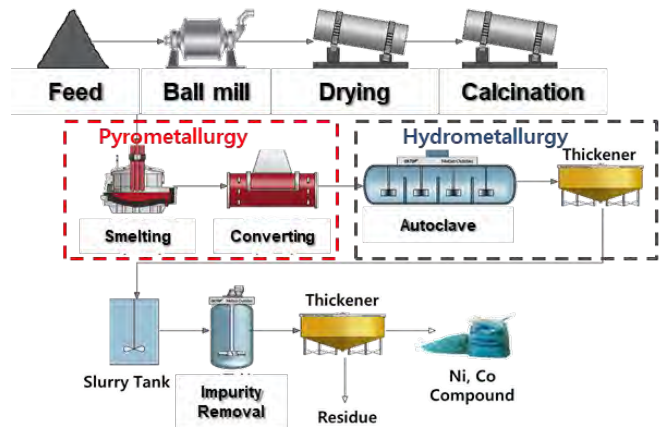 Feed
Ball mill
Drying
Calcination
Pyrometallurgy
Hydrometallurgy
Smelting
Converting
Autoclave
Thickener
Slurry Tank
Impurity
Removal
Thickener
Residue
Ni, Co
Compound